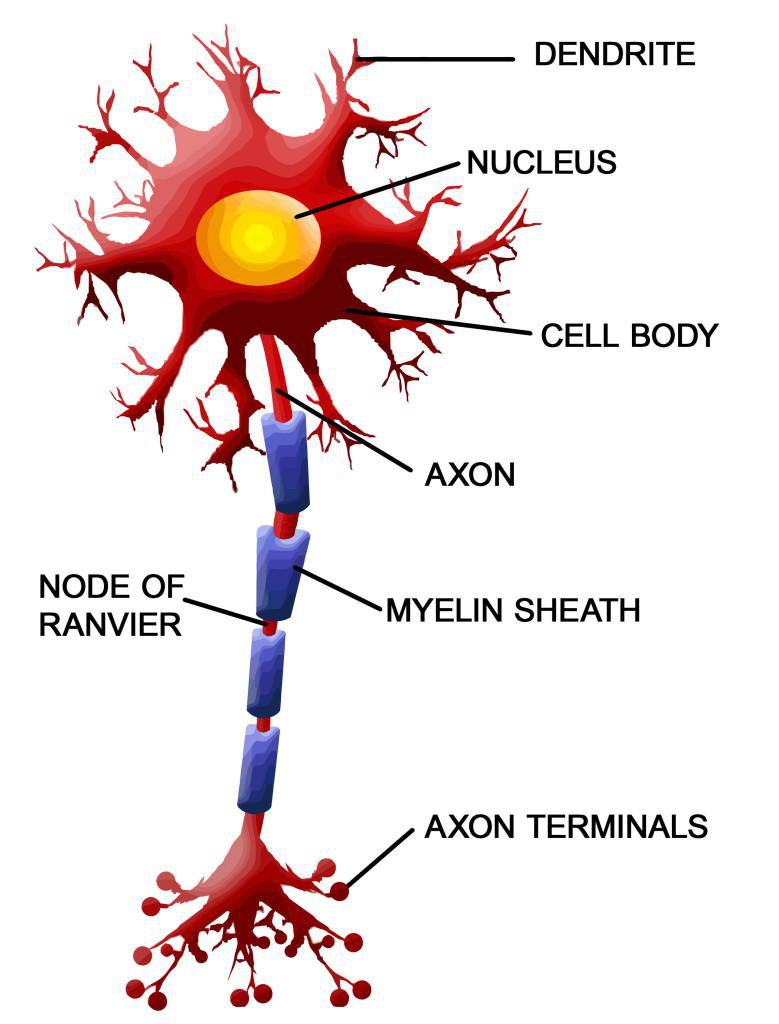 DENDRITE
NUCLEUS
CELL BODY
AXON
NODE OF
RANVIER
MYELIN SHEATH
AXON TERMINALS